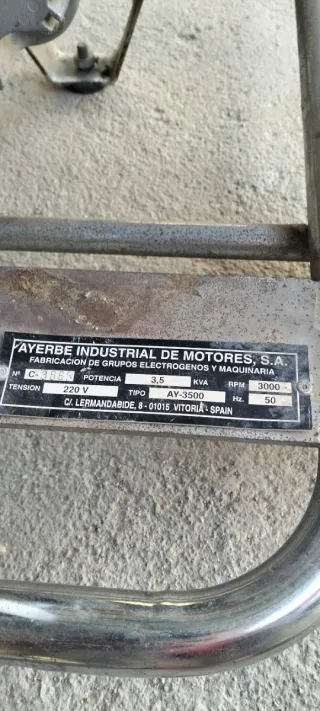 AYERBE INDUSTRIAL DE MOTORES, S.A.
FABRICACION DE GRUPOS ELECTROGENOS Y MAQUINARIA
Nº C- POTENCIA 3,5 KVA RPM 3000
TENSION 220 V TIPO AY-3500 Hz. 50
C/. LERMANDABIDE, 8 - 01015 VITORIA - SPAIN